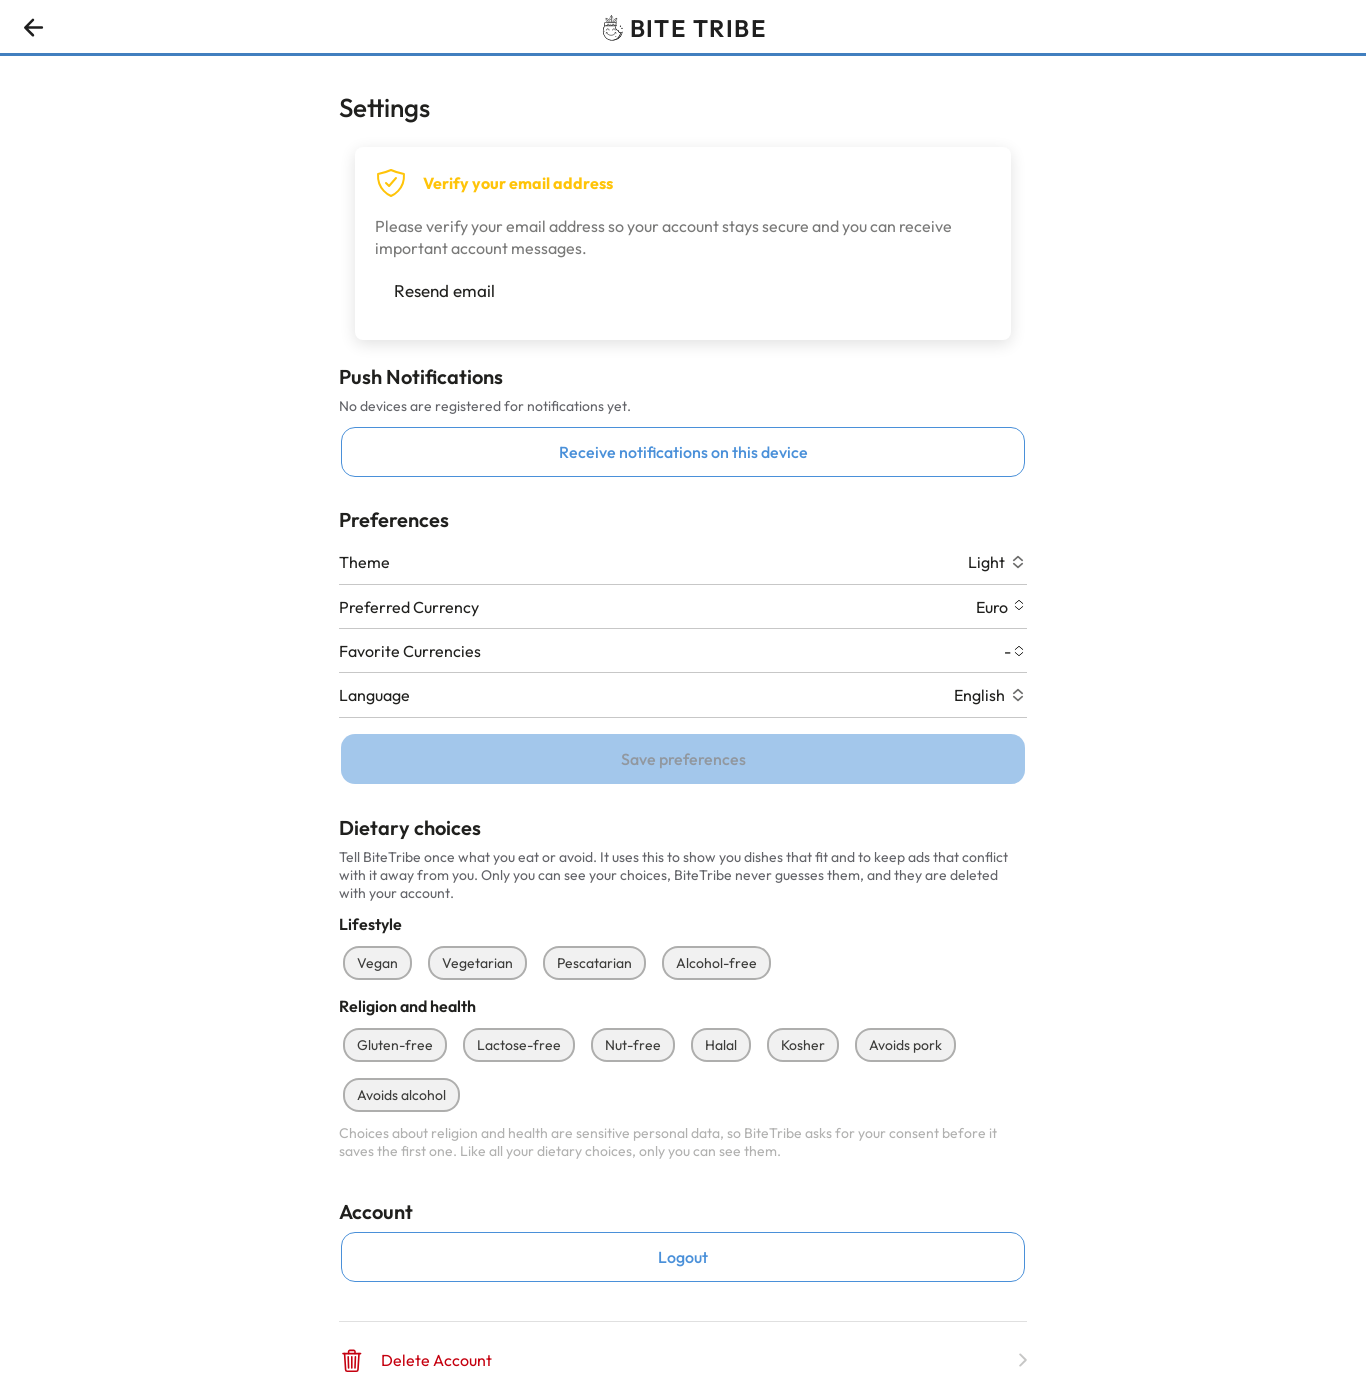 BITE TRIBE
Settings
Verify your email address
Please verify your email address so your account stays secure and you can receive
important account messages.
Resend email
Push Notifications
No devices are registered for notifications yet.
Receive notifications on this device
Preferences
Theme Light
Preferred Currency Euro
Favorite Currencies -
Language English
Save preferences
Dietary choices
Tell BiteTribe once what you eat or avoid. It uses this to show you dishes that fit and to keep ads that conflict
with it away from you. Only you can see your choices, BiteTribe never guesses them, and they are deleted
with your account.
Lifestyle
Vegan Vegetarian Pescatarian Alcohol-free
Religion and health
Gluten-free Lactose-free Nut-free Halal Kosher Avoids pork
Avoids alcohol
Choices about religion and health are sensitive personal data, so BiteTribe asks for your consent before it
saves the first one. Like all your dietary choices, only you can see them.
Account
Logout
Delete Account